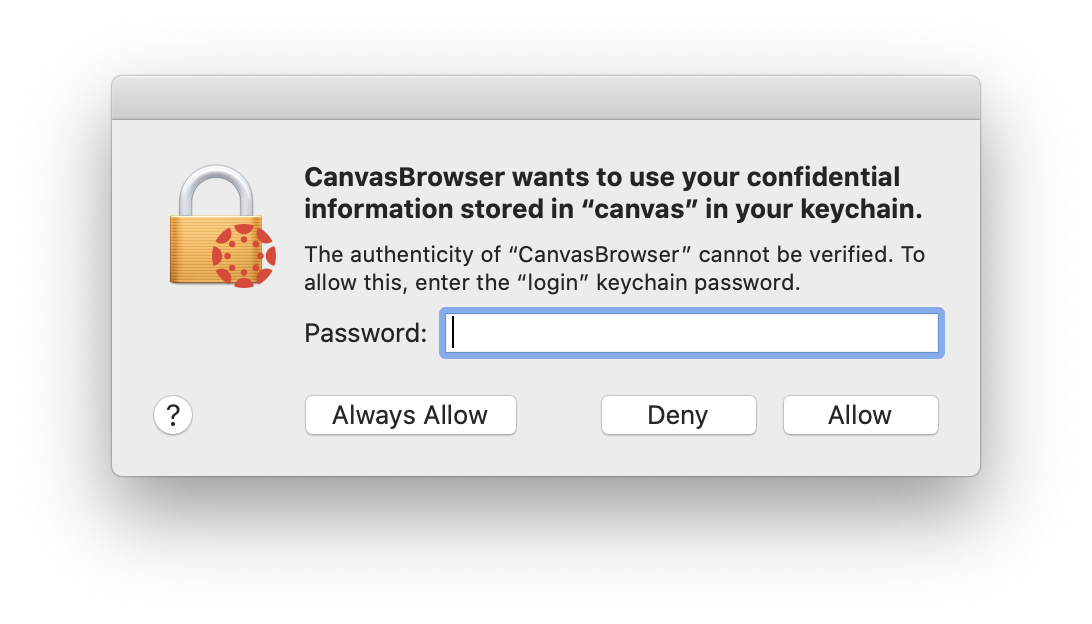 CanvasBrowser wants to use your confidential
information stored in “canvas” in your keychain.
The authenticity of “CanvasBrowser” cannot be verified. To
allow this, enter the “login” keychain password.
Password:
? Always Allow Deny Allow